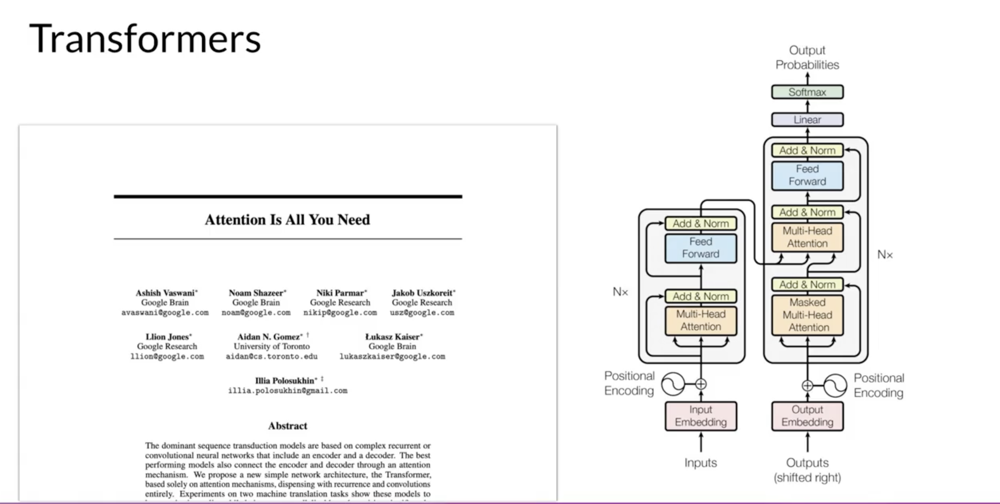 Transformers
Attention Is All You Need
Ashish Vaswani* Noam Shazeer* Niki Parmar* Jakob Uszkoreit*
Google Brain Google Brain Google Research Google Research
avaswani@google.com noam@google.com nikip@google.com usz@google.com
Llion Jones* Aidan N. Gomez* † Łukasz Kaiser*
Google Research University of Toronto Google Brain
llion@google.com aidan@cs.toronto.edu lukaszkaiser@google.com
Illia Polosukhin* ‡
illia.polosukhin@gmail.com
Abstract
The dominant sequence transduction models are based on complex recurrent or
convolutional neural networks that include an encoder and a decoder. The best
performing models also connect the encoder and decoder through an attention
mechanism. We propose a new simple network architecture, the Transformer,
based solely on attention mechanisms, dispensing with recurrence and convolutions
entirely. Experiments on two machine translation tasks show these models to
Output
Probabilities
Softmax
Linear
Add & Norm
Feed
Forward
Add & Norm
Multi-Head
Attention
Nx
Add & Norm
Masked
Multi-Head
Attention
Positional
Encoding
Output
Embedding
Outputs
(shifted right)
Add & Norm
Feed
Forward
Nx
Add & Norm
Multi-Head
Attention
Positional
Encoding
Input
Embedding
Inputs